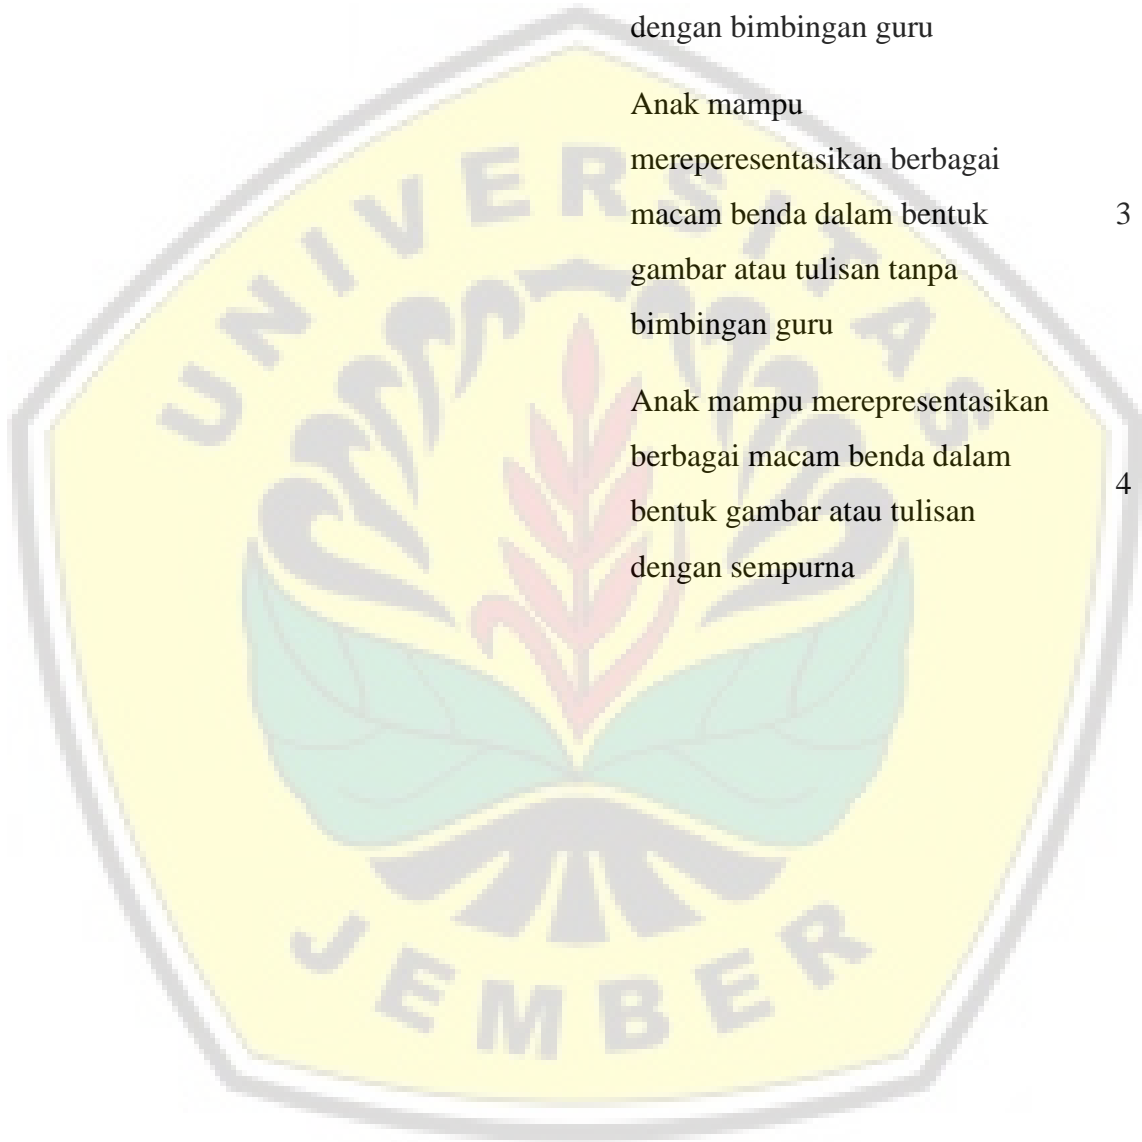 dengan bimbingan guru
Anak mampu
mereperesentasikan berbagai
macam benda dalam bentuk 3
gambar atau tulisan tanpa
bimbingan guru
Anak mampu merepresentasikan
berbagai macam benda dalam
4
bentuk gambar atau tulisan
dengan sempurna
UNIVERSITAS
JEMBER